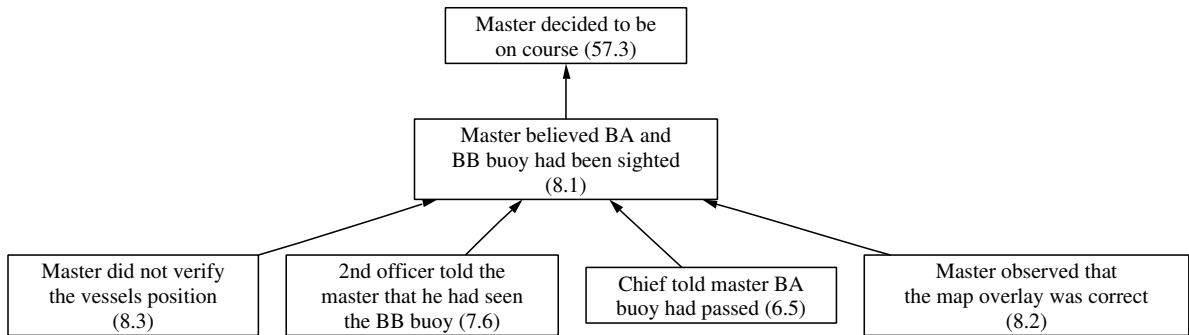 Master decided to be
on course (57.3)
Master believed BA and
BB buoy had been sighted
(8.1)
Master did not verify
the vessels position
(8.3)
2nd officer told the
master that he had seen
the BB buoy (7.6)
Chief told master BA
buoy had passed (6.5)
Master observed that
the map overlay was correct
(8.2)